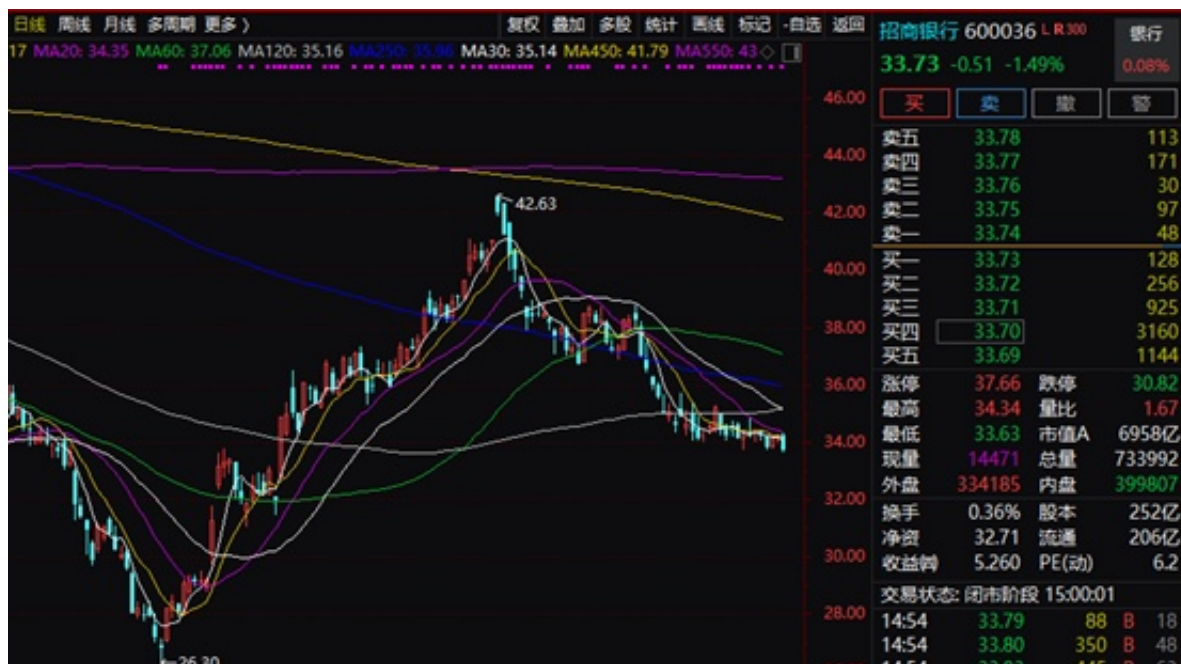 日线 周线 月线 多周期 更多 〉 复权 叠加 多股 统计 画线 标记 -自选 返回
17 MA20: 34.35 MA60: 37.06 MA120: 35.16 MA250: 35.96 MA30: 35.14 MA450: 41.79 MA550: 43◇
46.00
44.00
42.63
42.00
40.00
38.00
36.00
34.00
32.00
30.00
28.00
26.30
招商银行 600036 L R300 银行
33.73 -0.51 -1.49% 0.08%
买 卖 撤 警
卖五 33.78 113
卖四 33.77 171
卖三 33.76 30
卖二 33.75 97
卖一 33.74 48
买一 33.73 128
买二 33.72 256
买三 33.71 925
买四 33.70 3160
买五 33.69 1144
涨停 37.66 跌停 30.82
最高 34.34 量比 1.67
最低 33.63 市值A 6958亿
现量 14471 总量 733992
外盘 334185 内盘 399807
换手 0.36% 股本 252亿
净资 32.71 流通 206亿
收益㈣ 5.260 PE(动) 6.2
交易状态: 闭市阶段 15:00:01
14:54 33.79 88 B 18
14:54 33.80 350 B 48